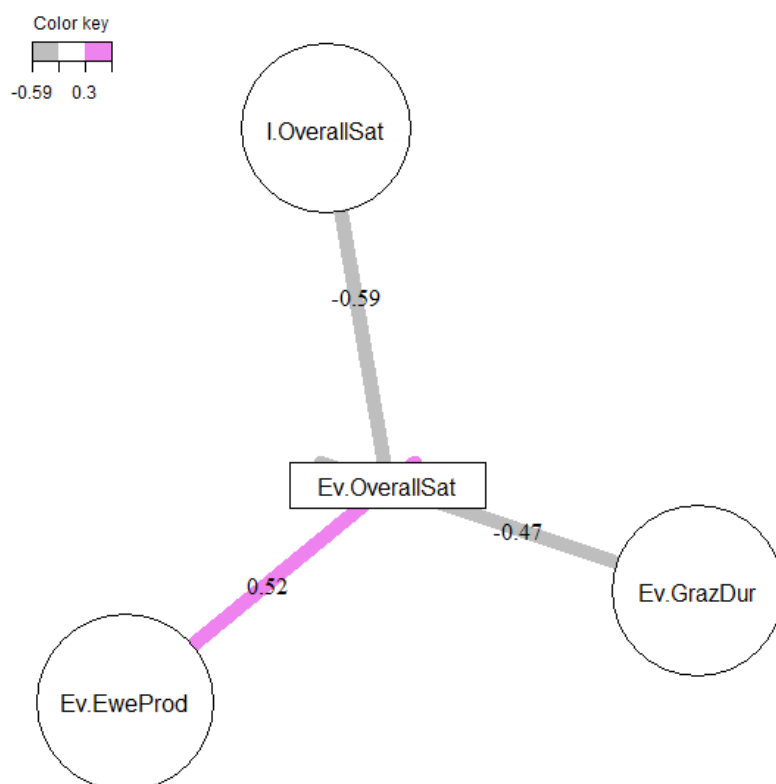 Color key
-0.59 0.3
I.OverallSat
-0.59
Ev.OverallSat
-0.47
0.52
Ev.GrazDur
Ev.EweProd